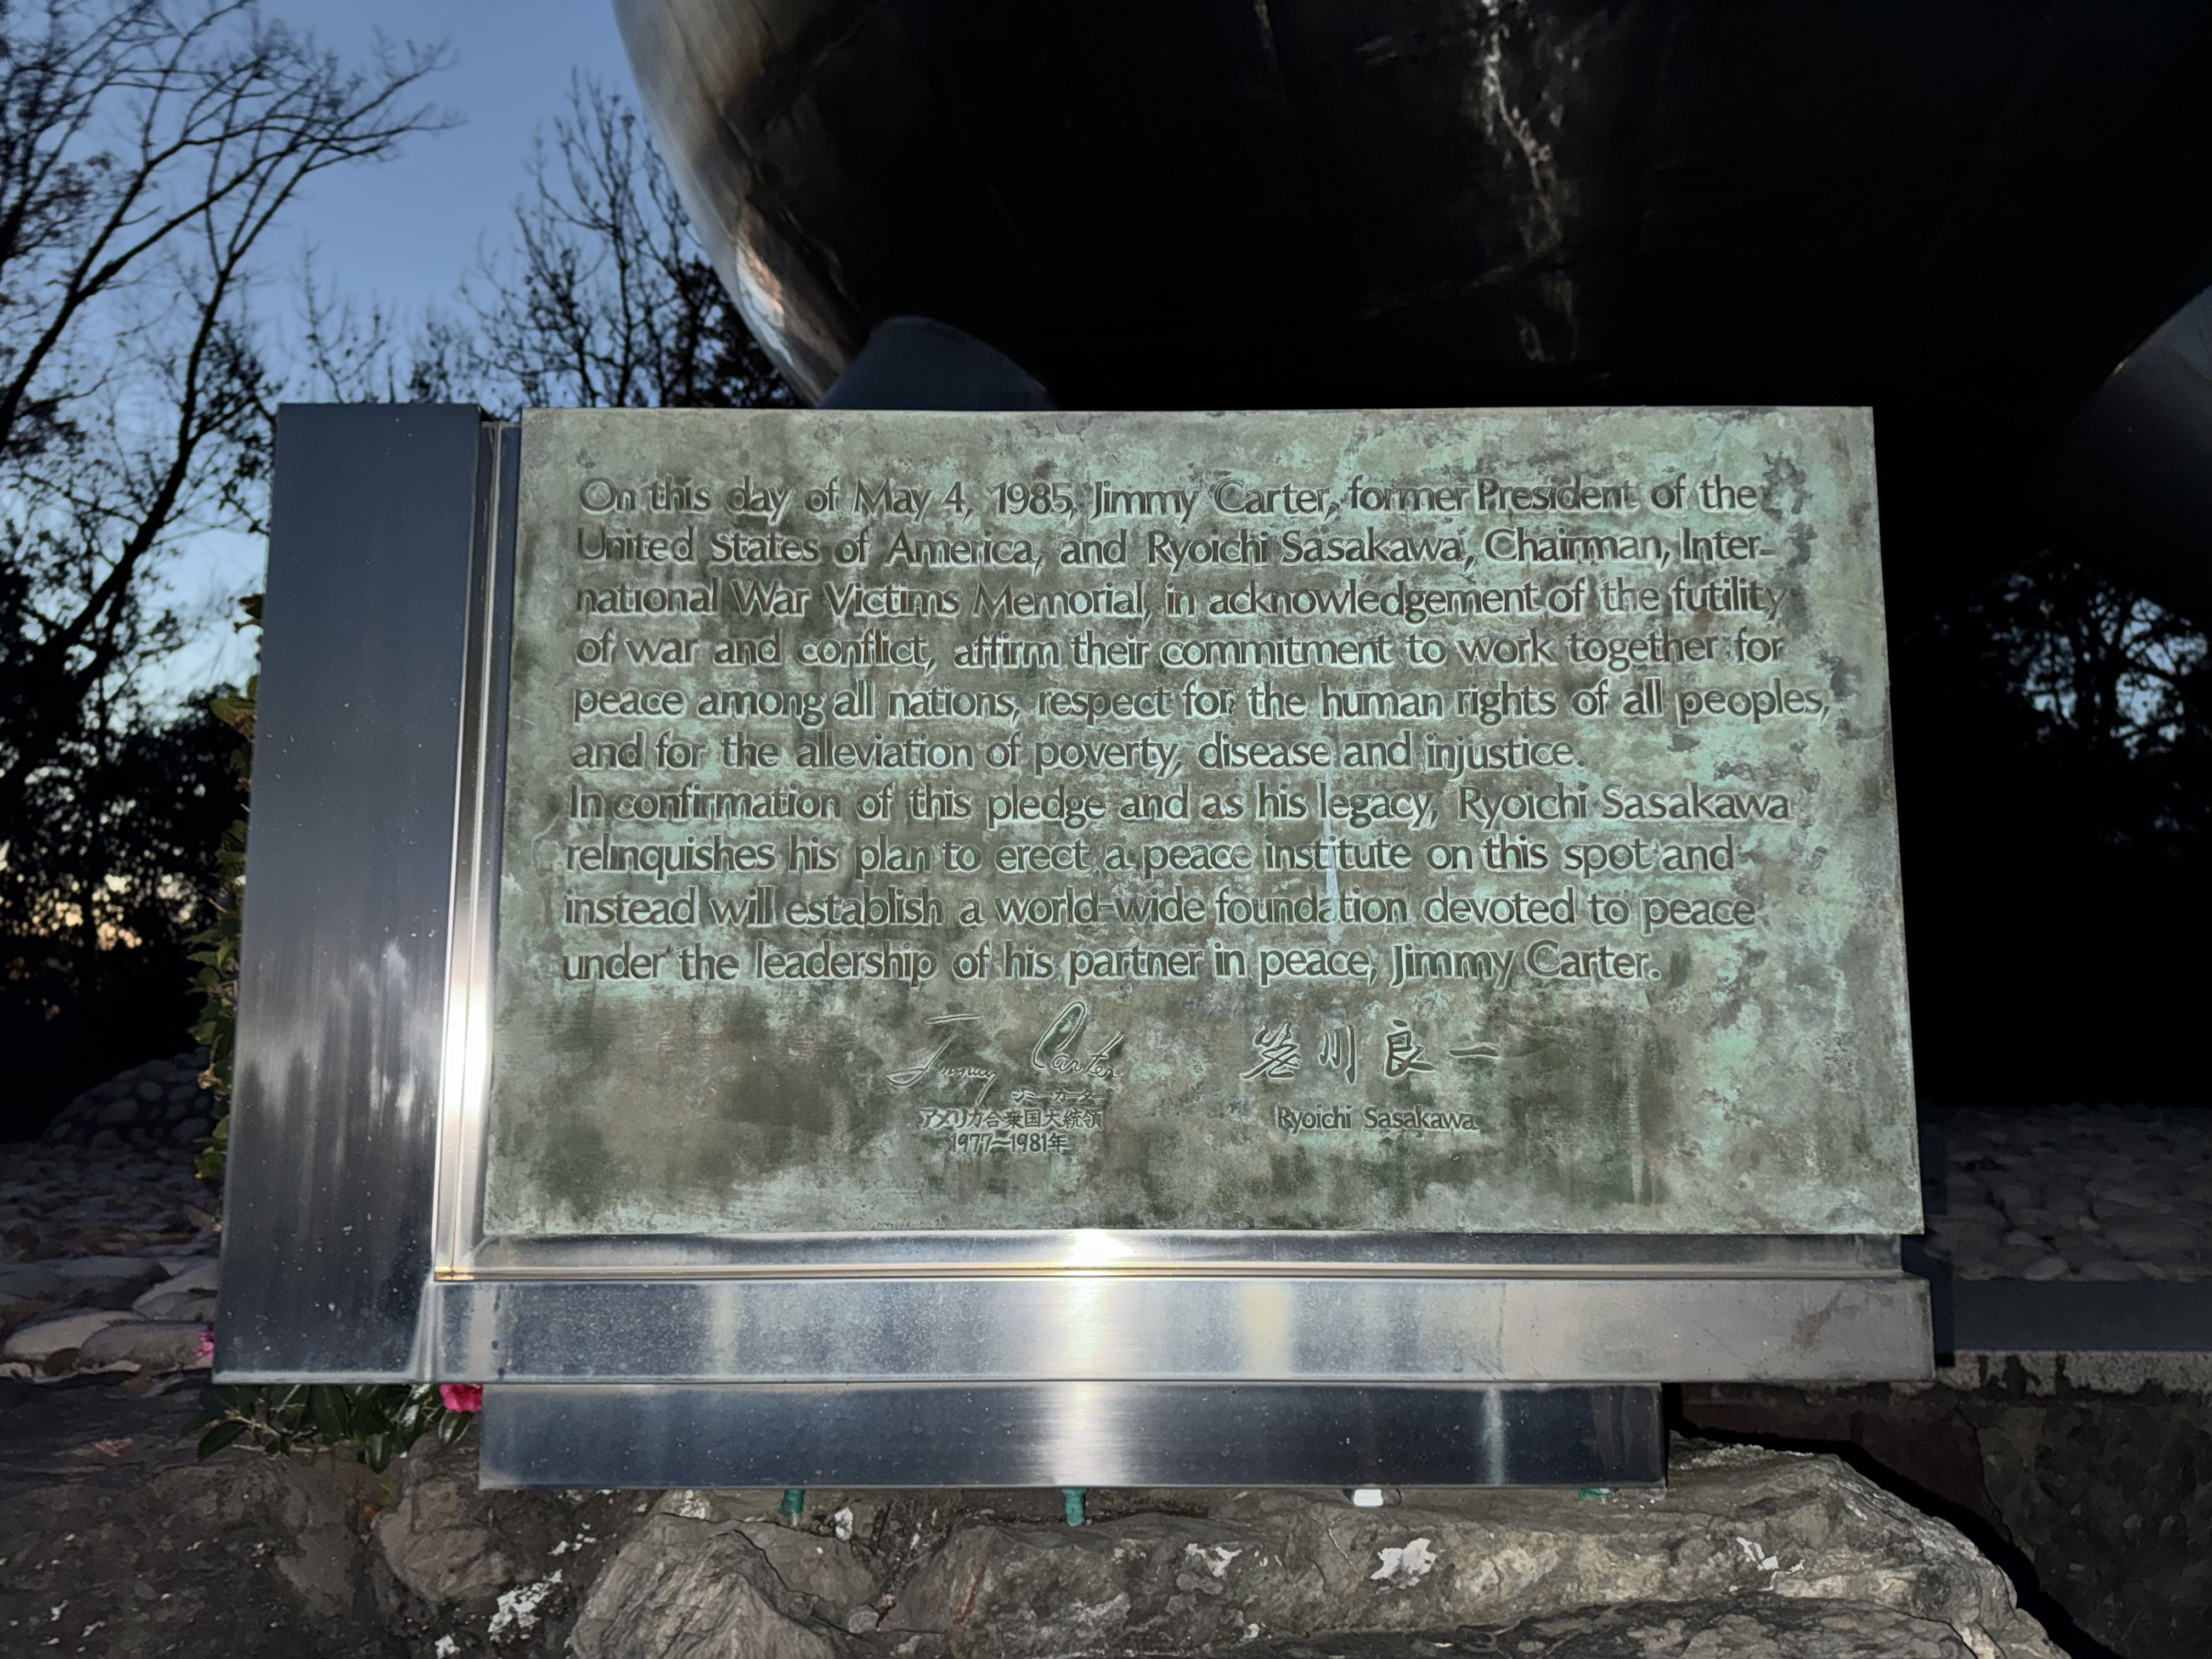 On this day of May 4, 1985, Jimmy Carter, former President of the
United States of America, and Ryoichi Sasakawa, Chairman, Inter-
national War Victims Memorial, in acknowledgement of the futility
of war and conflict, affirm their commitment to work together for
peace among all nations, respect for the human rights of all peoples,
and for the alleviation of poverty, disease and injustice.
In confirmation of this pledge and as his legacy, Ryoichi Sasakawa
relinquishes his plan to erect a peace institute on this spot and
instead will establish a world-wide foundation devoted to peace
under the leadership of his partner in peace, Jimmy Carter.
Jimmy Carter
ジミー・カーター
アメリカ合衆国大統領
1977〜1981年
笹川良一
Ryoichi Sasakawa